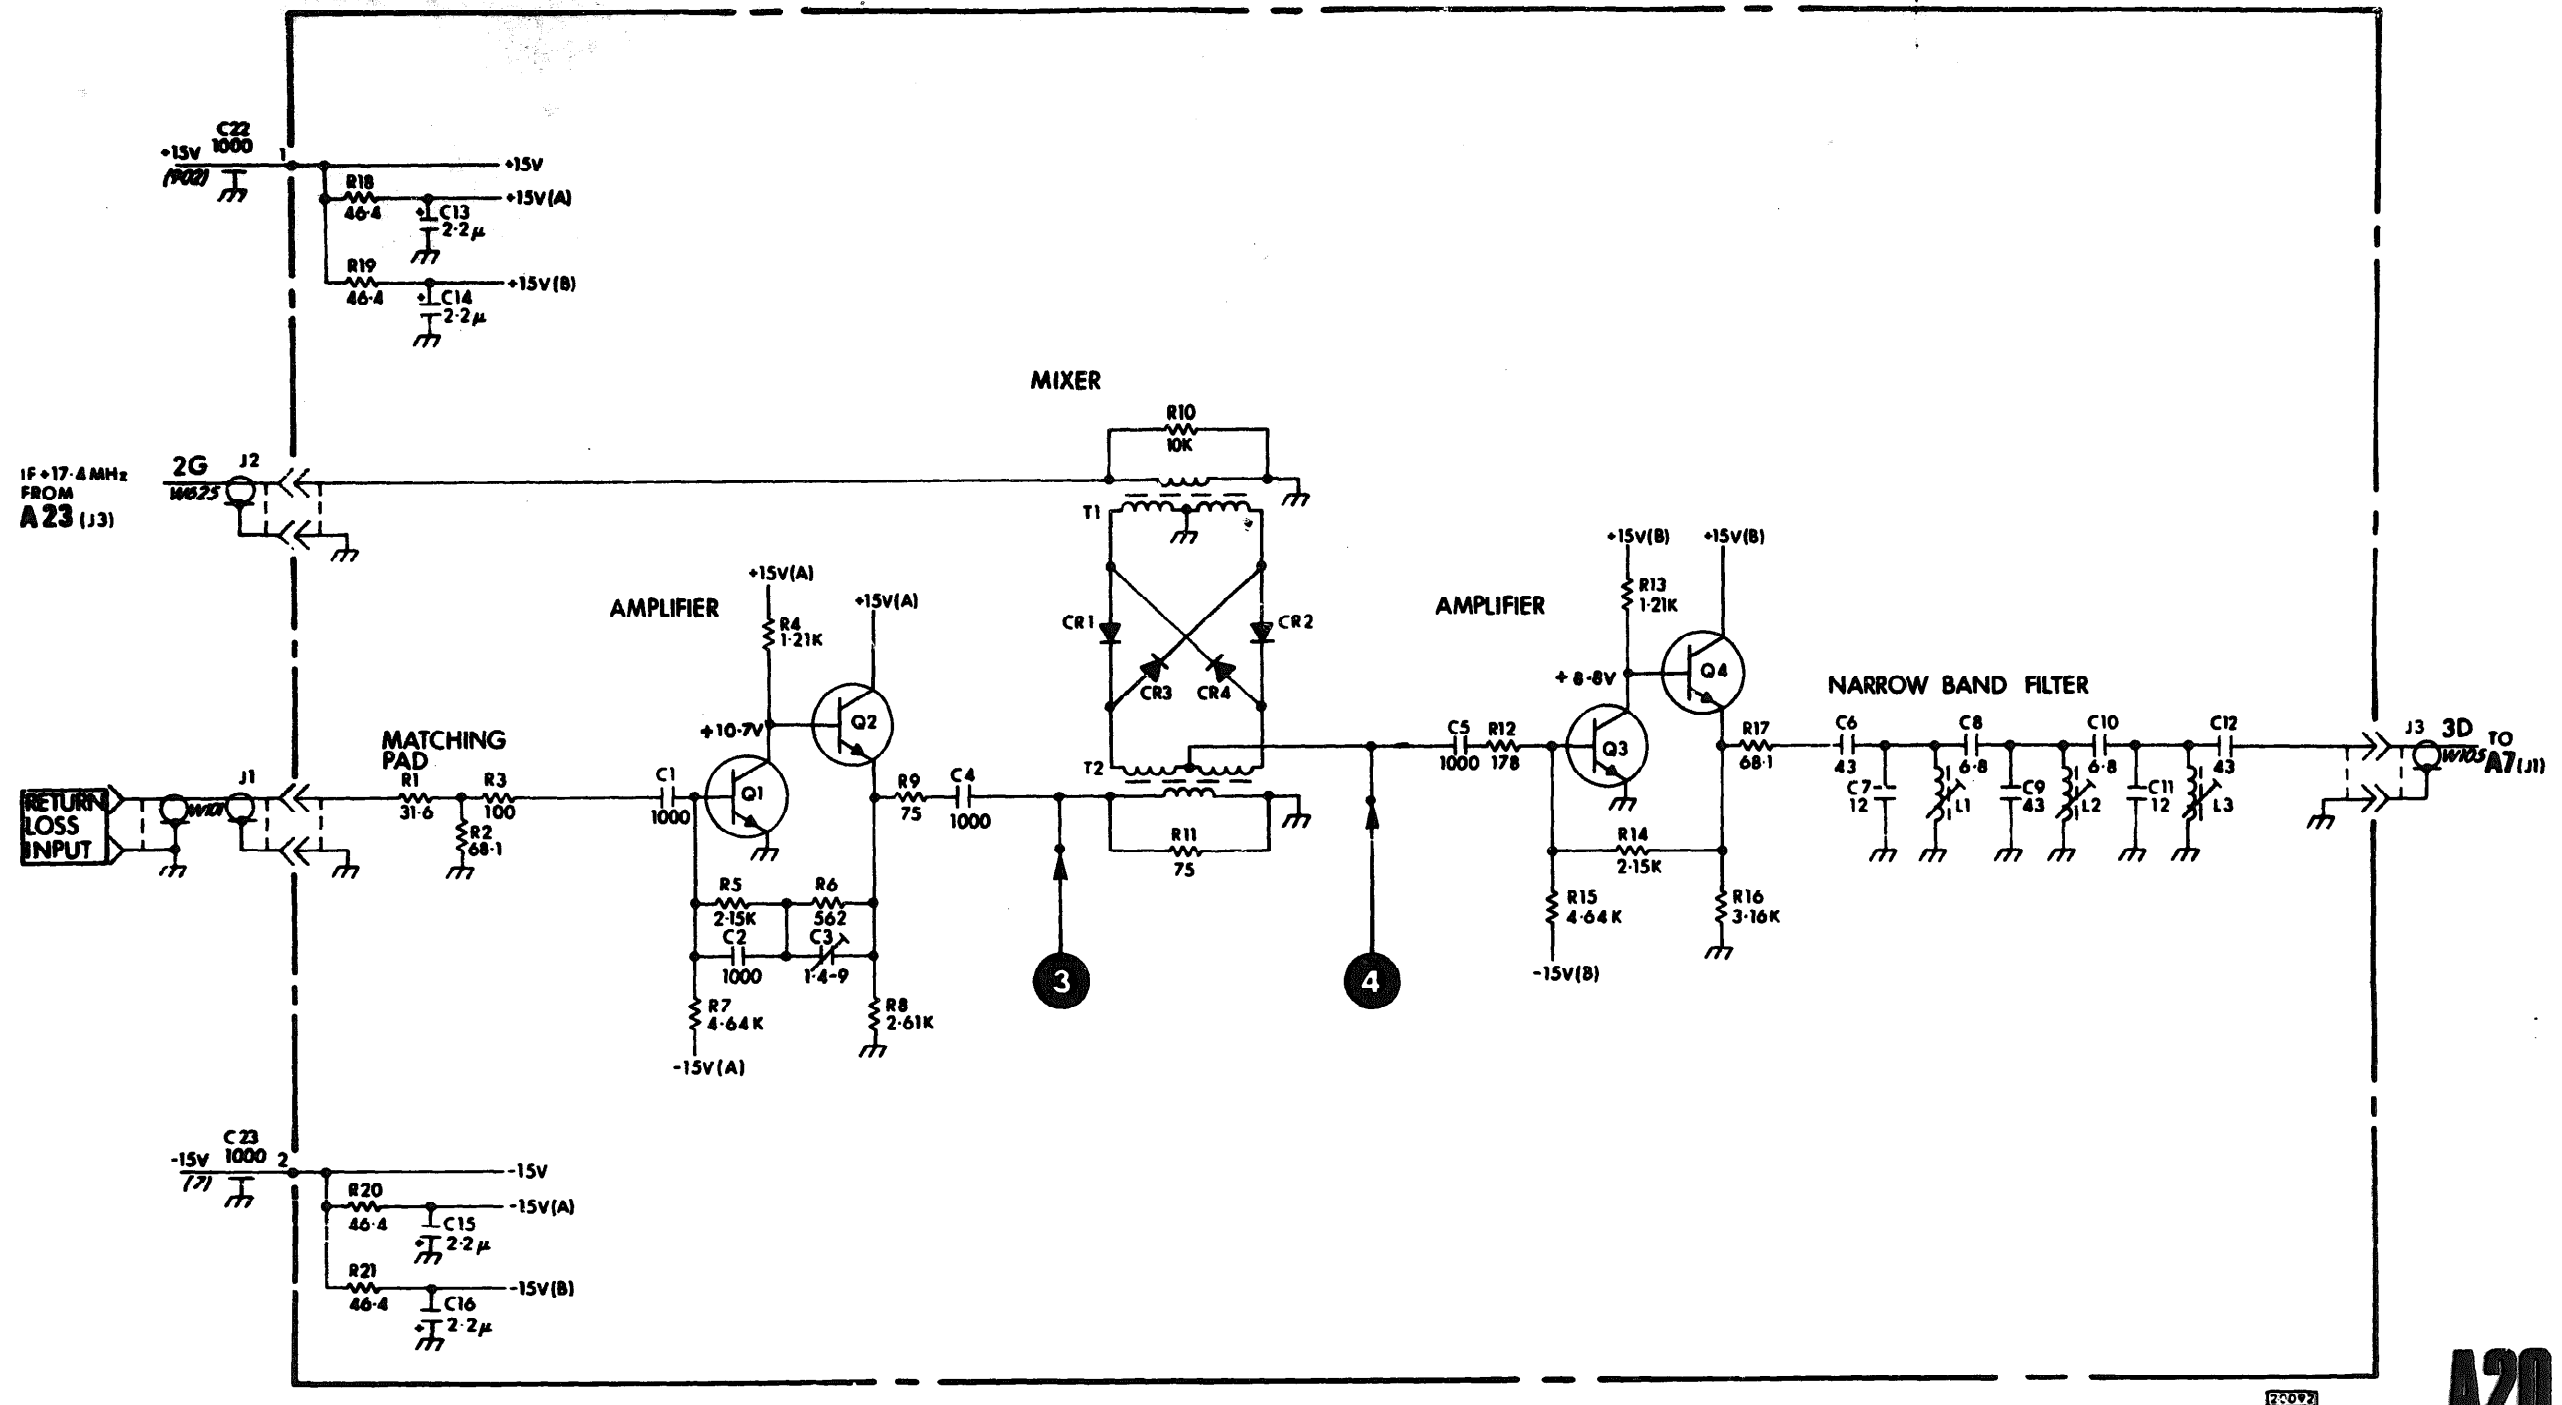 C22
1000
+15V
(902)
1
+15V
R18
46·4
+15V(A)
+ C13
2·2µ
R19
46·4
+15V(B)
+ C14
2·2µ
MIXER
R10
10K
IF +17·4MHz
FROM
A23 (J3)
2G
W625
J2
T1
CR1
CR2
CR3
CR4
T2
R11
75
AMPLIFIER
+15V(A)
R4
1·21K
+15V(A)
+10·7V
Q2
Q1
MATCHING
PAD
RETURN
LOSS
INPUT
W101
J1
R1
31·6
R3
100
R2
68·1
C1
1000
R9
75
C4
1000
R5
2·15K
R6
562
C2
1000
C3
1·4-9
R7
4·64K
-15V(A)
R8
2·61K
3
4
AMPLIFIER
+15V(B)
+15V(B)
R13
1·21K
+8·8V
Q4
Q3
C5
1000
R12
178
R14
2·15K
R15
4·64K
-15V(B)
R16
3·16K
R17
68·1
NARROW BAND FILTER
C6
43
C8
6·8
C10
6·8
C12
43
C7
12
L1
C9
43
L2
C11
12
L3
J3
3D
W105
TO
A7(J1)
C23
1000
-15V
(7)
2
-15V
R20
46·4
-15V(A)
C15
+ 2·2µ
R21
46·4
-15V(B)
C16
+ 2·2µ
A20
20092